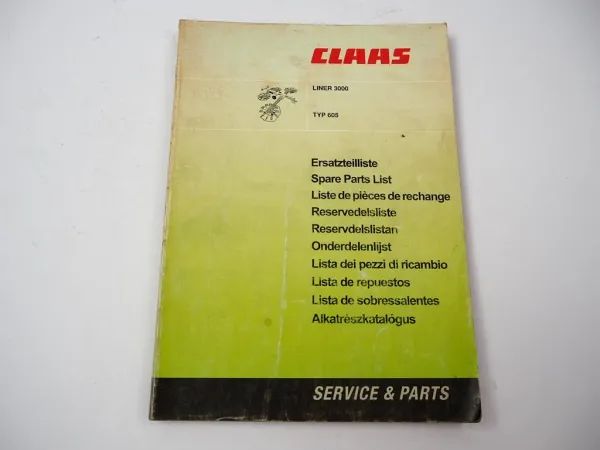 CLAAS
LINER 3000
TYP 605
Ersatzteilliste
Spare Parts List
Liste de pièces de rechange
Reservedelsliste
Reservdelslistan
Onderdelenlijst
Lista dei pezzi di ricambio
Lista de repuestos
Lista de sobressalentes
Alkatrèszkatalôgus
SERVICE & PARTS